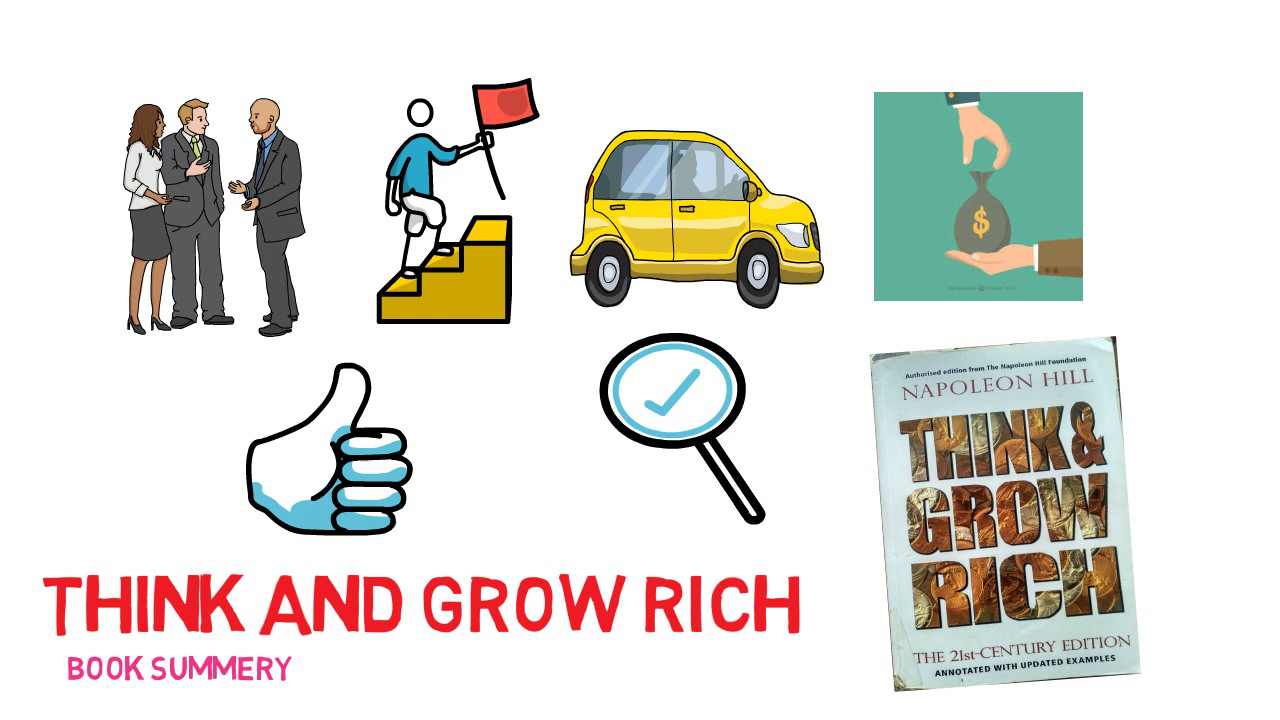 $
THINK AND GROW RICH
BOOK SUMMERY
Authorised edition from The Napoleon Hill Foundation
NAPOLEON HILL
THINK &
GROW
RICH
THE 21st-CENTURY EDITION
ANNOTATED WITH UPDATED EXAMPLES